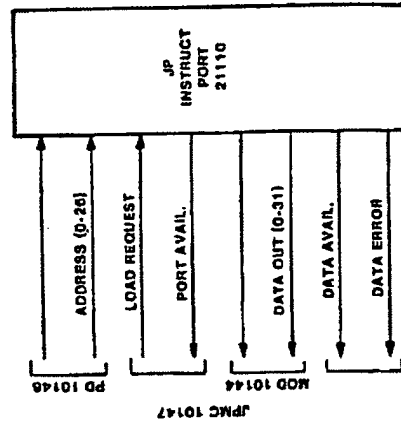 JP
INSTRUCT
PORT
21110
ADDRESS (0-26)
LOAD REQUEST
PORT AVAIL.
DATA OUT (0-31)
DATA AVAIL.
DATA ERROR
PD 10146
MOD 10144
JPMC 10147